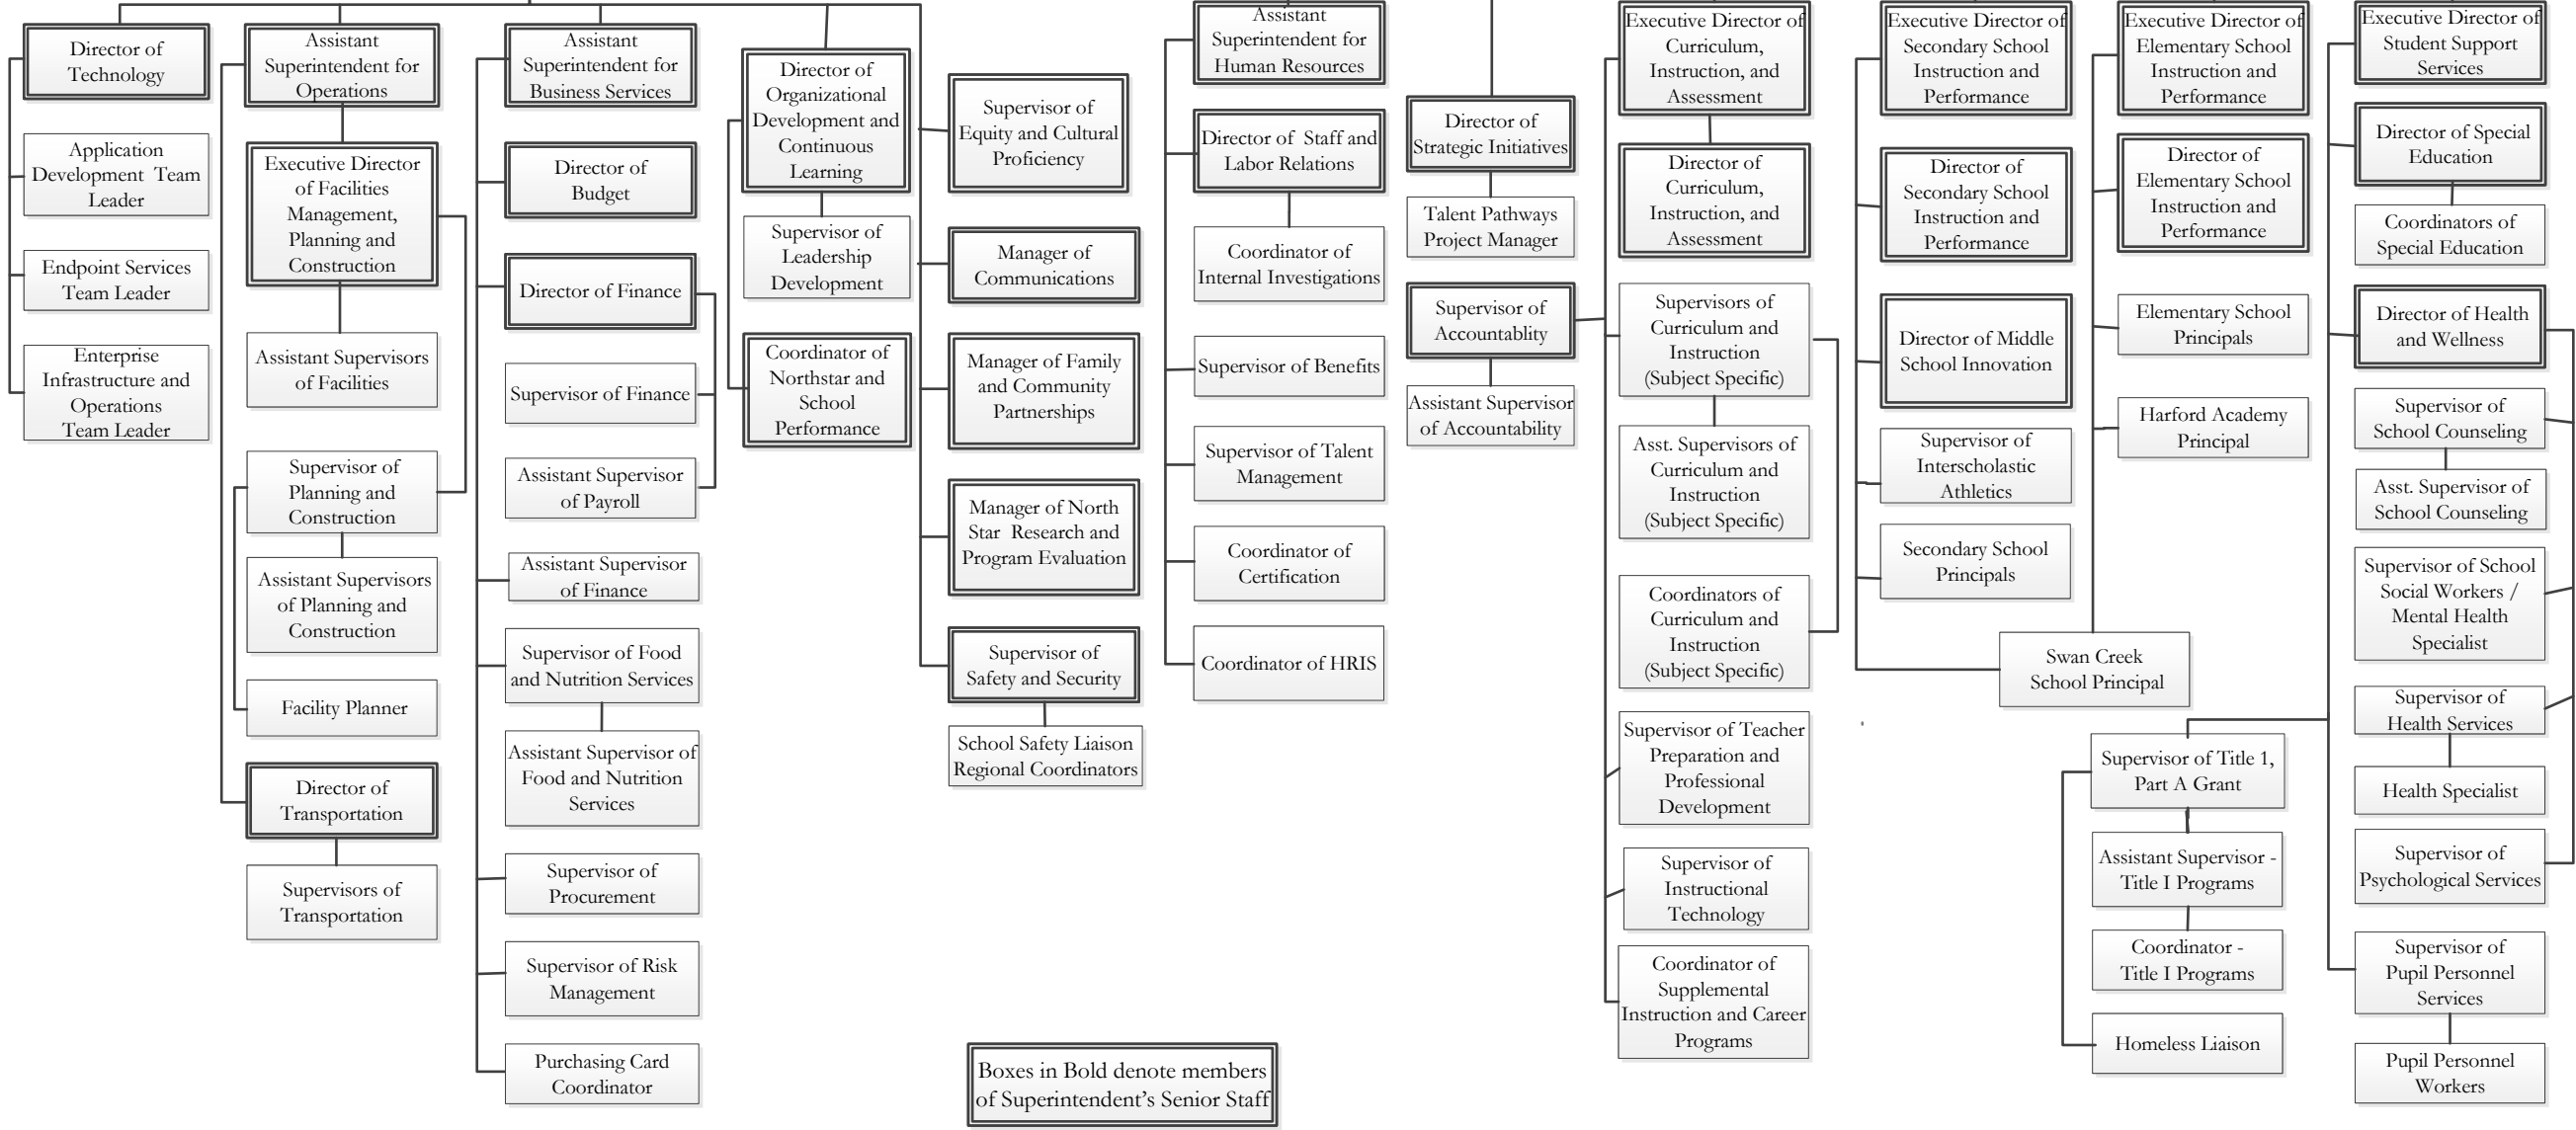 Director of
Technology
Application
Development Team
Leader
Endpoint Services
Team Leader
Enterprise
Infrastructure and
Operations
Team Leader
Assistant
Superintendent for
Operations
Executive Director
of Facilities
Management,
Planning and
Construction
Assistant Supervisors
of Facilities
Supervisor of
Planning and
Construction
Assistant Supervisors
of Planning and
Construction
Facility Planner
Director of
Transportation
Supervisors of
Transportation
Assistant
Superintendent for
Business Services
Director of
Budget
Director of Finance
Supervisor of Finance
Assistant Supervisor
of Payroll
Assistant Supervisor
of Finance
Supervisor of Food
and Nutrition Services
Assistant Supervisor of
Food and Nutrition
Services
Supervisor of
Procurement
Supervisor of Risk
Management
Purchasing Card
Coordinator
Director of
Organizational
Development and
Continuous
Learning
Supervisor of
Leadership
Development
Coordinator of
Northstar and
School
Performance
Supervisor of
Equity and Cultural
Proficiency
Manager of
Communications
Manager of Family
and Community
Partnerships
Manager of North
Star Research and
Program Evaluation
Supervisor of
Safety and Security
School Safety Liaison
Regional Coordinators
Boxes in Bold denote members
of Superintendent’s Senior Staff
Assistant
Superintendent for
Human Resources
Director of Staff and
Labor Relations
Coordinator of
Internal Investigations
Supervisor of Benefits
Supervisor of Talent
Management
Coordinator of
Certification
Coordinator of HRIS
Director of
Strategic Initiatives
Talent Pathways
Project Manager
Supervisor of
Accountablity
Assistant Supervisor
of Accountability
Executive Director of
Curriculum,
Instruction, and
Assessment
Director of
Curriculum,
Instruction, and
Assessment
Supervisors of
Curriculum and
Instruction
(Subject Specific)
Asst. Supervisors of
Curriculum and
Instruction
(Subject Specific)
Coordinators of
Curriculum and
Instruction
(Subject Specific)
Supervisor of Teacher
Preparation and
Professional
Development
Supervisor of
Instructional
Technology
Coordinator of
Supplemental
Instruction and Career
Programs
Executive Director of
Secondary School
Instruction and
Performance
Director of
Secondary School
Instruction and
Performance
Director of Middle
School Innovation
Supervisor of
Interscholastic
Athletics
Secondary School
Principals
Swan Creek
School Principal
Executive Director of
Elementary School
Instruction and
Performance
Director of
Elementary School
Instruction and
Performance
Elementary School
Principals
Harford Academy
Principal
Supervisor of Title 1,
Part A Grant
Assistant Supervisor -
Title I Programs
Coordinator -
Title I Programs
Homeless Liaison
Executive Director of
Student Support
Services
Director of Special
Education
Coordinators of
Special Education
Director of Health
and Wellness
Supervisor of
School Counseling
Asst. Supervisor of
School Counseling
Supervisor of School
Social Workers /
Mental Health
Specialist
Supervisor of
Health Services
Health Specialist
Supervisor of
Psychological Services
Supervisor of
Pupil Personnel
Services
Pupil Personnel
Workers